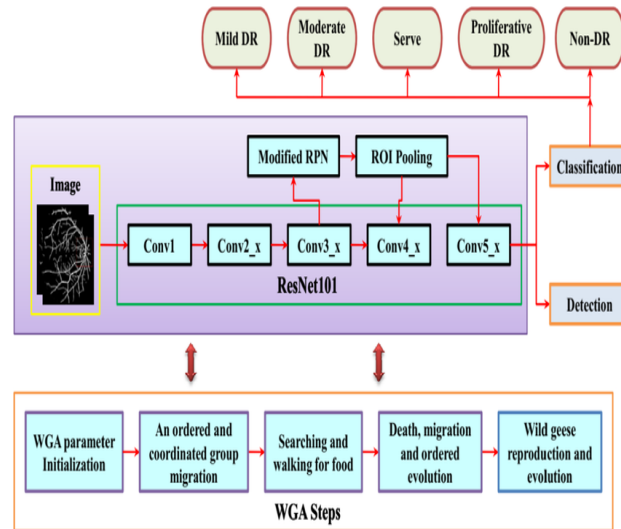 Mild DR
Moderate
DR
Serve
Proliferative
DR
Non-DR
Modified RPN
ROI Pooling
Classification
Image
Conv1
Conv2_x
Conv3_x
Conv4_x
Conv5_x
ResNet101
Detection
WGA parameter
Initialization
An ordered and
coordinated group
migration
Searching and
walking for food
Death, migration
and ordered
evolution
Wild geese
reproduction and
evolution
WGA Steps